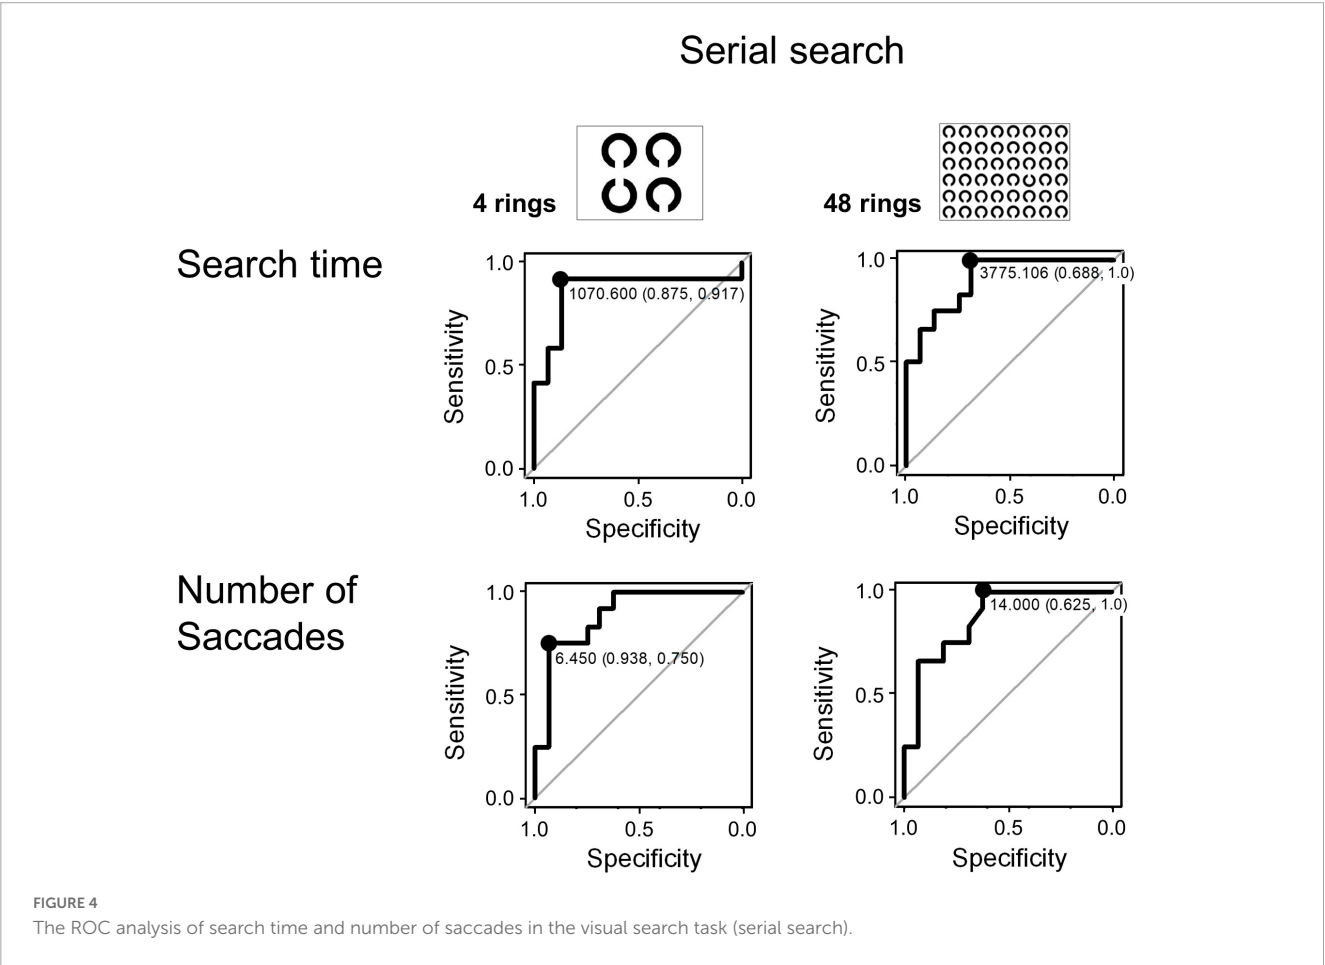 Serial search
4 rings
48 rings
Search time
1.0
0.5
0.0
Sensitivity
1070.600 (0.875, 0.917)
1.0
0.5
0.0
Specificity
1.0
0.5
0.0
Sensitivity
3775.106 (0.688, 1.0)
1.0
0.5
0.0
Specificity
Number of
Saccades
1.0
0.5
0.0
Sensitivity
6.450 (0.938, 0.750)
1.0
0.5
0.0
Specificity
1.0
0.5
0.0
Sensitivity
14.000 (0.625, 1.0)
1.0
0.5
0.0
Specificity
FIGURE 4
The ROC analysis of search time and number of saccades in the visual search task (serial search).